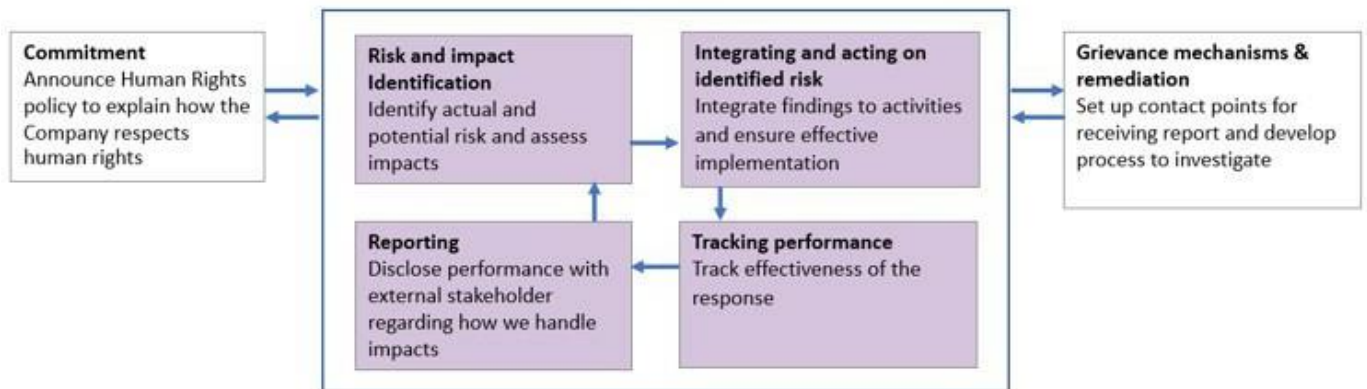 Commitment
Announce Human Rights
policy to explain how the
Company respects
human rights
Risk and impact
Identification
Identify actual and
potential risk and assess
impacts
Integrating and acting on
identified risk
Integrate findings to activities
and ensure effective
implementation
Reporting
Disclose performance with
external stakeholder
regarding how we handle
impacts
Tracking performance
Track effectiveness of the
response
Grievance mechanisms &
remediation
Set up contact points for
receiving report and develop
process to investigate